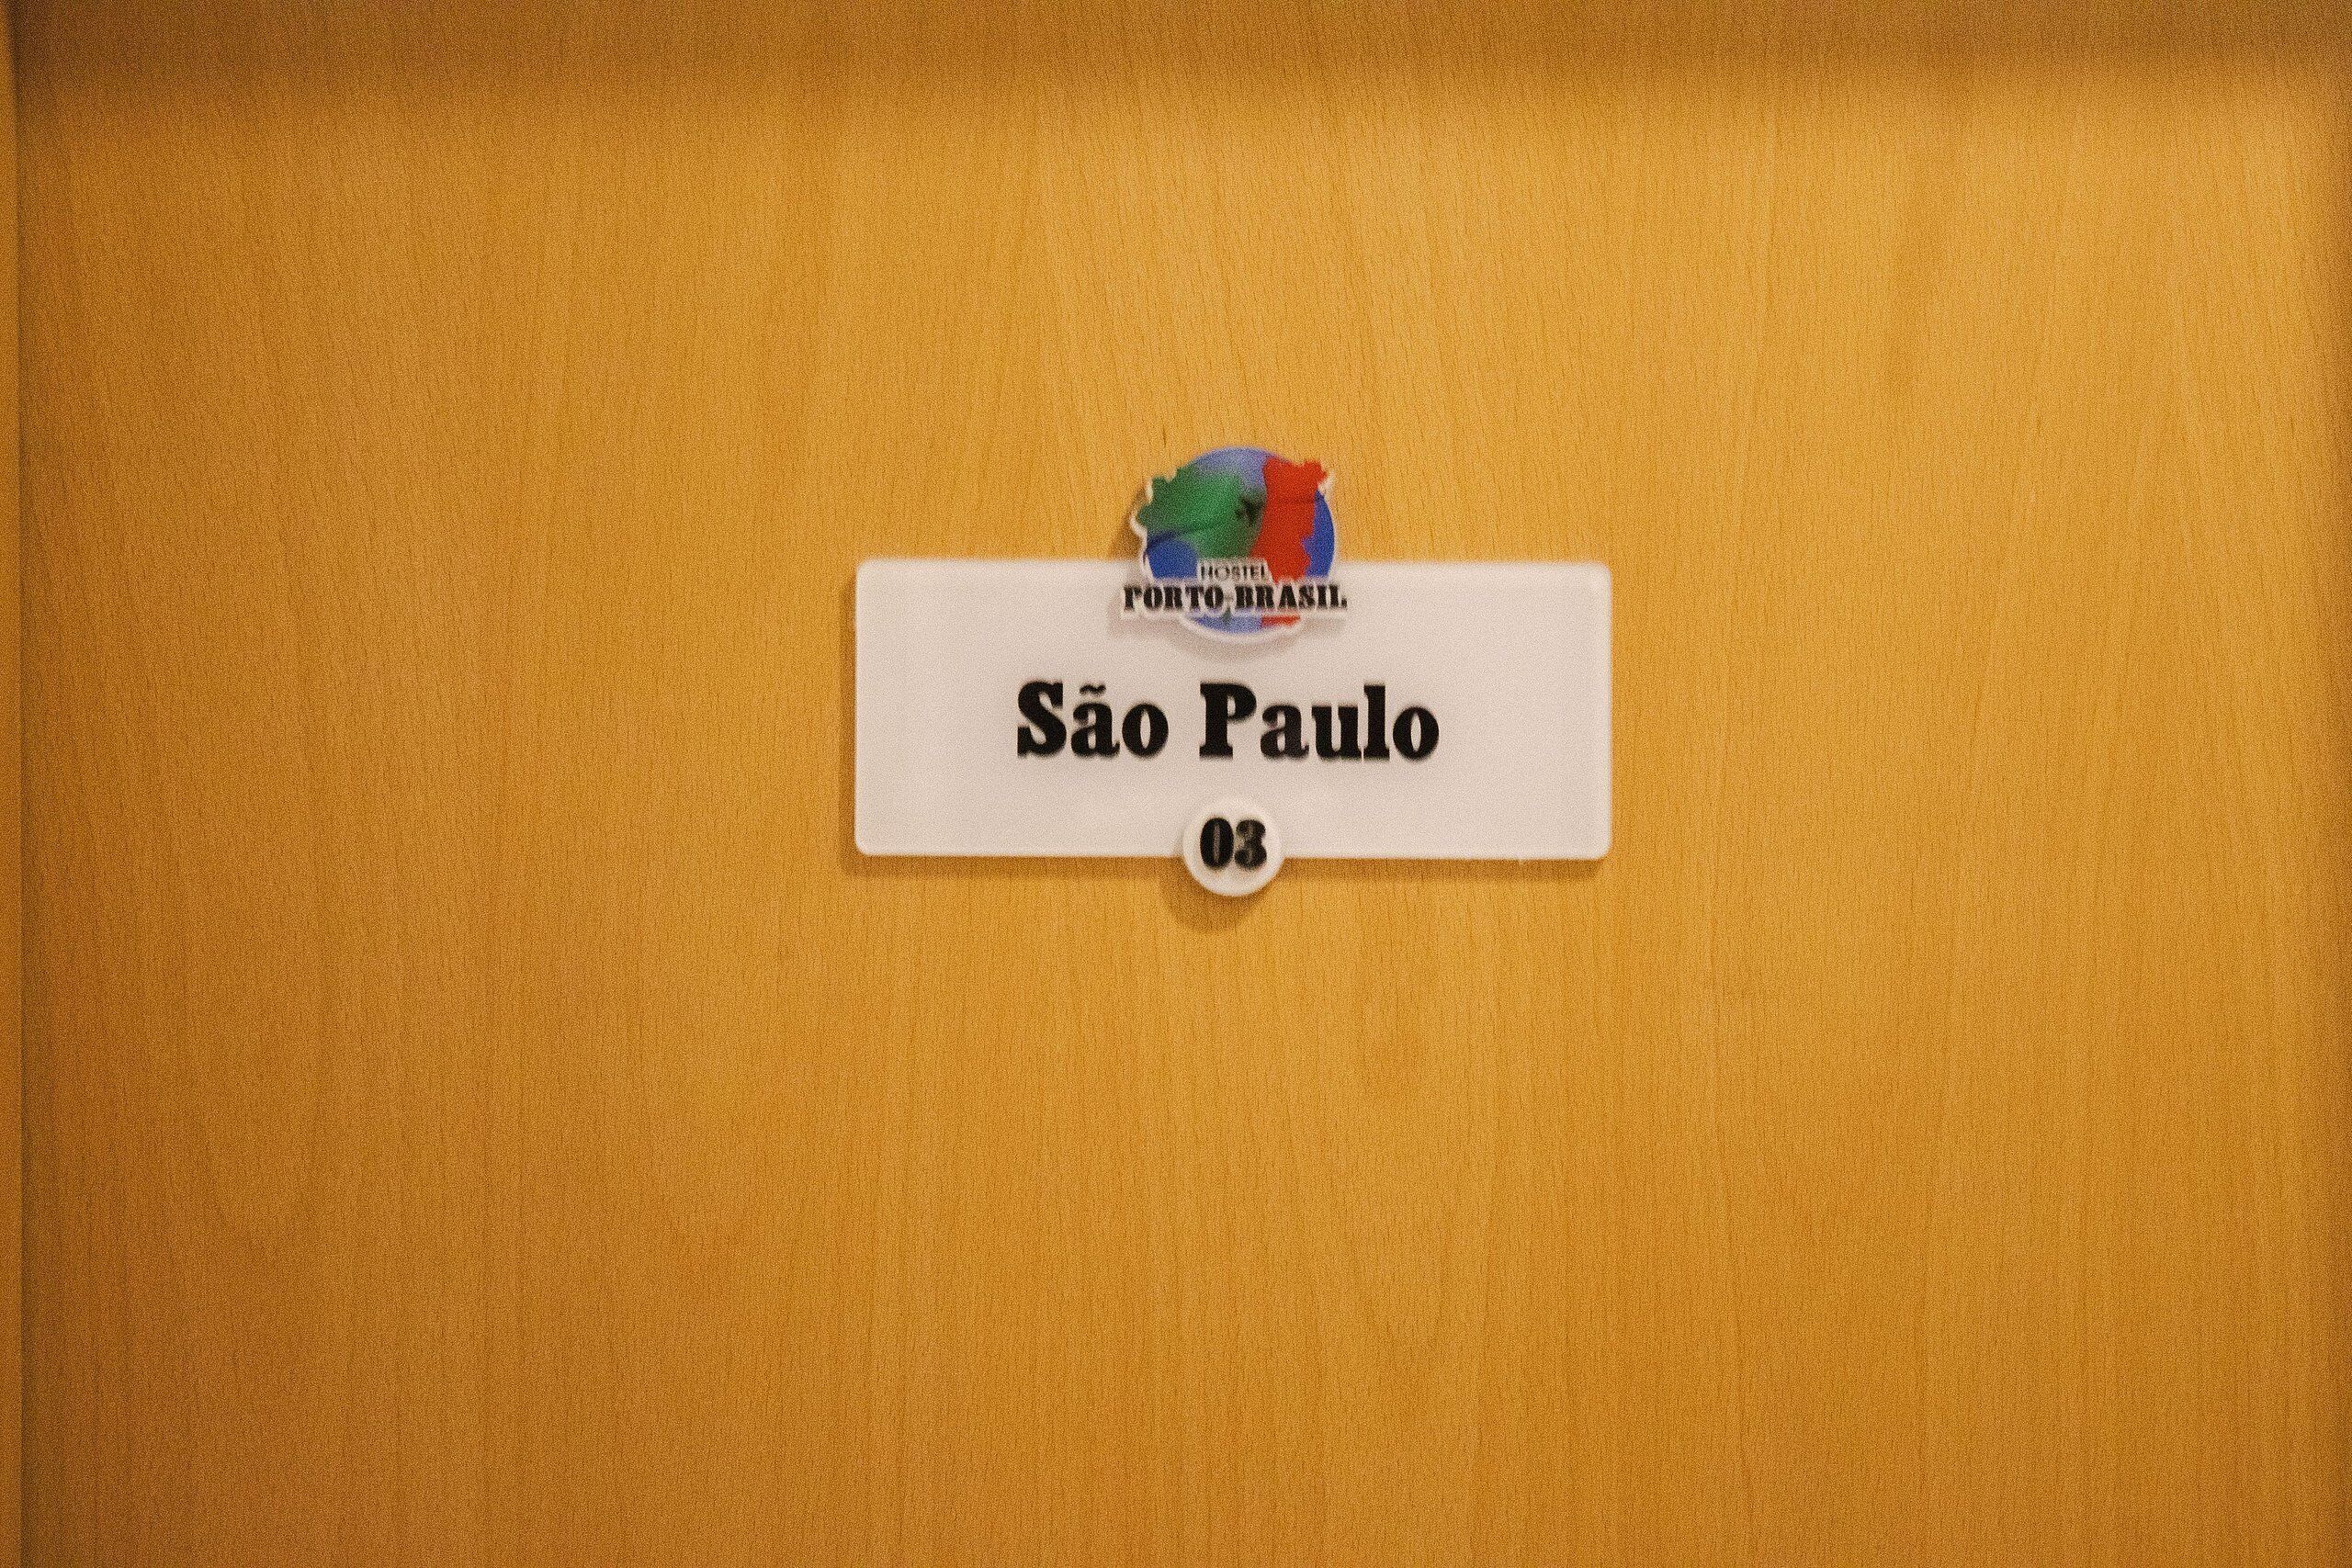 HOSTEL
PORTO-BRASIL
São Paulo
03